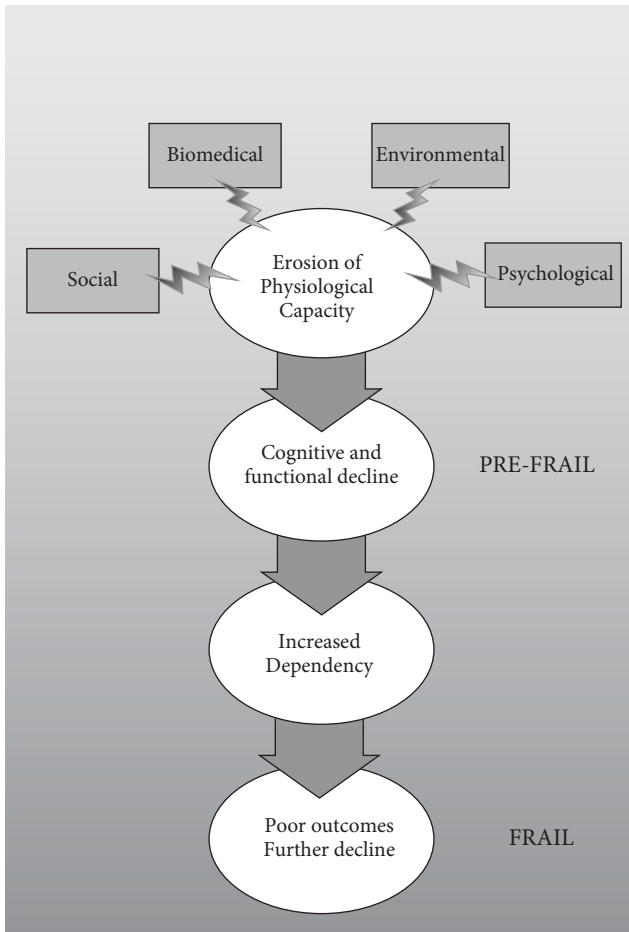 Biomedical
Environmental
Social
Erosion of
Physiological
Capacity
Psychological
Cognitive and
functional decline
PRE-FRAIL
Increased
Dependency
Poor outcomes
Further decline
FRAIL